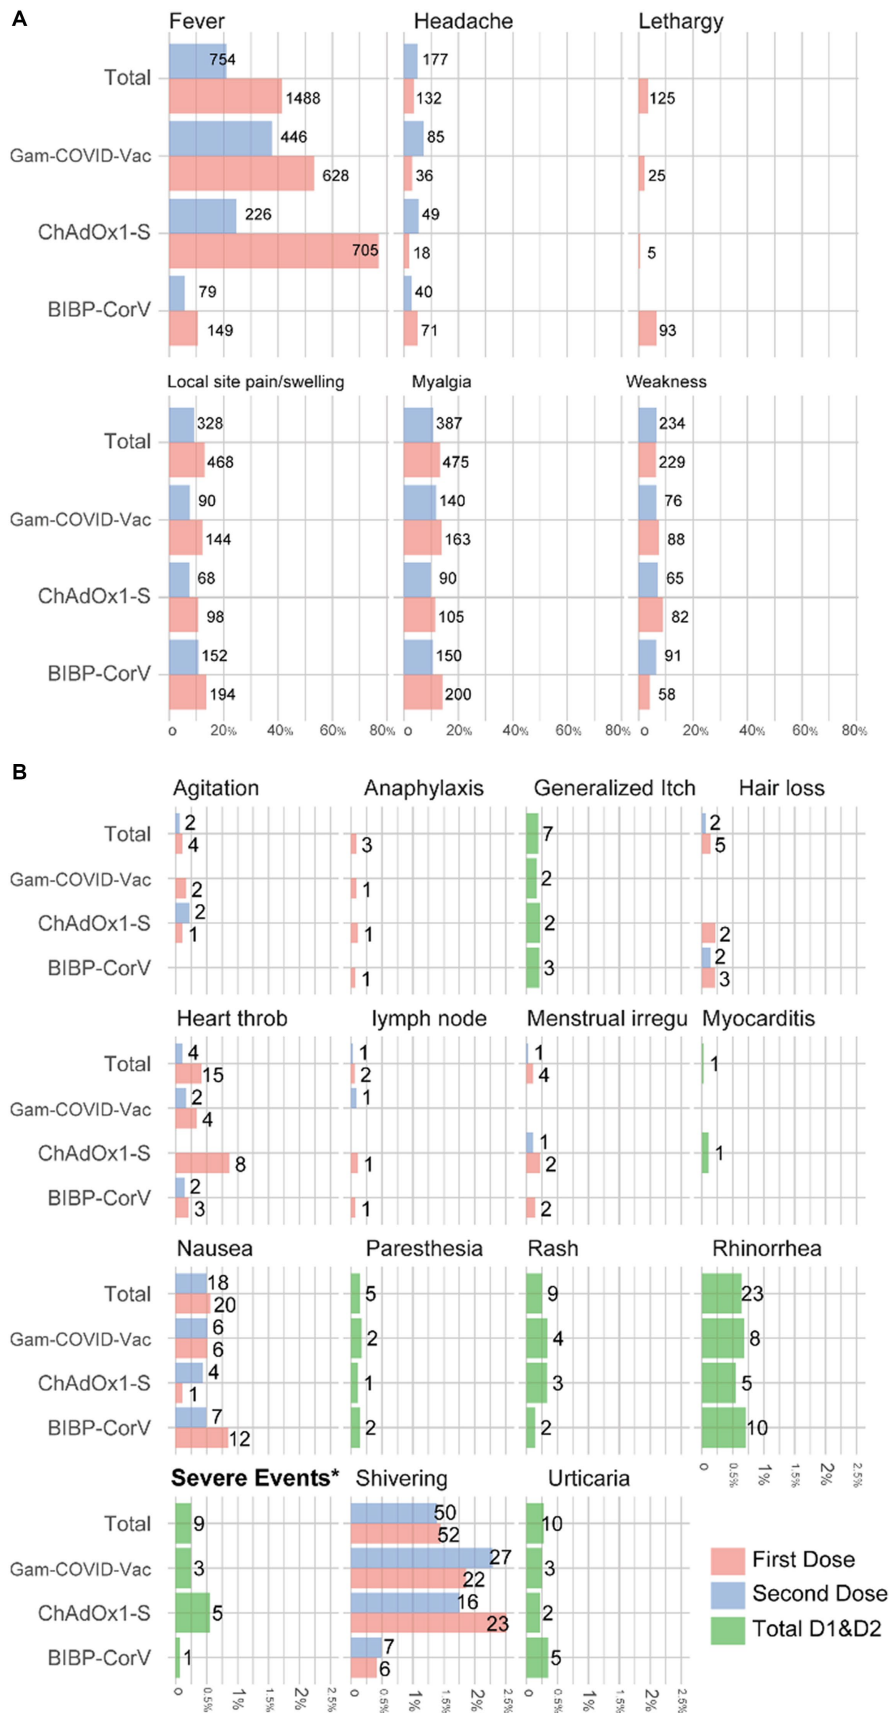 A
Fever Headache Lethargy
Total 754 177
1488 132 125
Gam-COVID-Vac 446 85
628 36 25
ChAdOx1-S 226 49
705 18 5
BIBP-CorV 79 40
149 71 93
Local site pain/swelling Myalgia Weakness
Total 328 387 234
468 475 229
Gam-COVID-Vac 90 140 76
144 163 88
ChAdOx1-S 68 90 65
98 105 82
BIBP-CorV 152 150 91
194 200 58
0 20% 40% 60% 80% 0 20% 40% 60% 80% 0 20% 40% 60% 80%
B
Agitation Anaphylaxis Generalized Itch Hair loss
Total 2 7 2
4 3 5
Gam-COVID-Vac 2
2 1
ChAdOx1-S 2 2
1 1 2
BIBP-CorV 3 2
1 3
Heart throb lymph node Menstrual irregu Myocarditis
Total 4 1 1 1
15 2 4
Gam-COVID-Vac 2 1
4
ChAdOx1-S 1 1
8 1 2
BIBP-CorV 2
3 1 2
Nausea Paresthesia Rash Rhinorrhea
Total 18 5 9 23
20
Gam-COVID-Vac 6 2 4 8
6
ChAdOx1-S 4 1 3 5
1
BIBP-CorV 7 2 2 10
12
0 0.5% 1% 1.5% 2% 2.5%
Severe Events* Shivering Urticaria
Total 9 50 10
52
Gam-COVID-Vac 3 27 3
22
ChAdOx1-S 5 16 2
23
BIBP-CorV 1 7 5
6
0 0.5% 1% 1.5% 2% 2.5% 0 0.5% 1% 1.5% 2% 2.5% 0 0.5% 1% 1.5% 2% 2.5%
First Dose
Second Dose
Total D1&D2